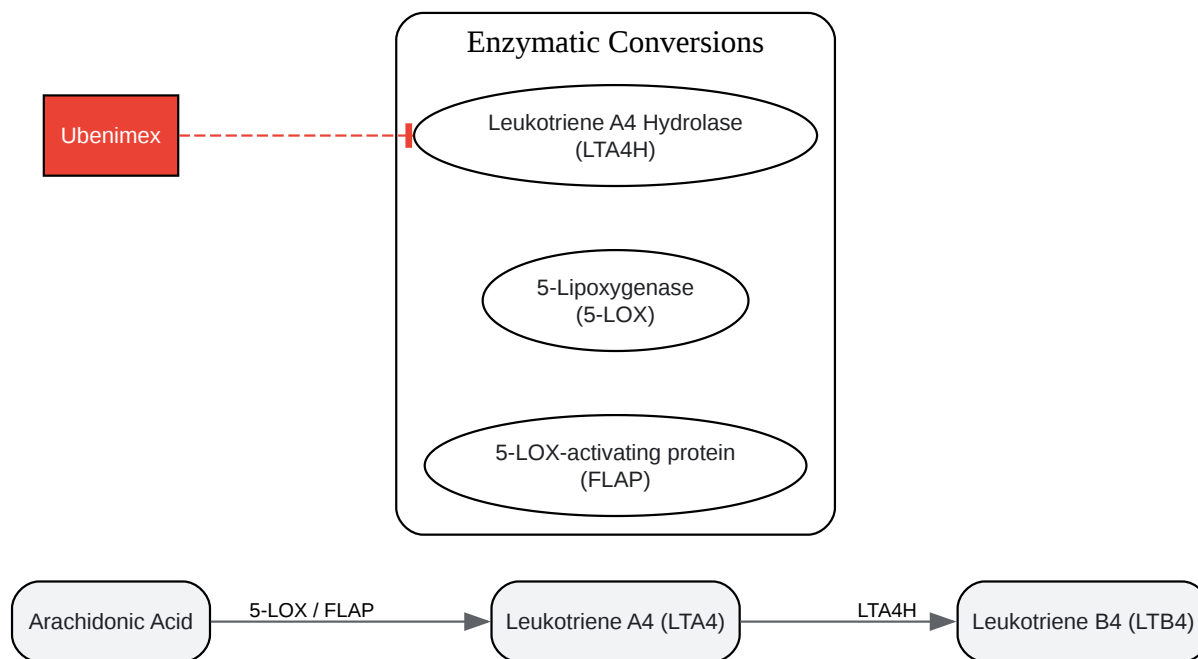 Enzymatic Conversions
Ubenimex
Leukotriene A4 Hydrolase
(LTA4H)
5-Lipoxygenase
(5-LOX)
5-LOX-activating protein
(FLAP)
Arachidonic Acid
5-LOX / FLAP
Leukotriene A4 (LTA4)
LTA4H
Leukotriene B4 (LTB4)